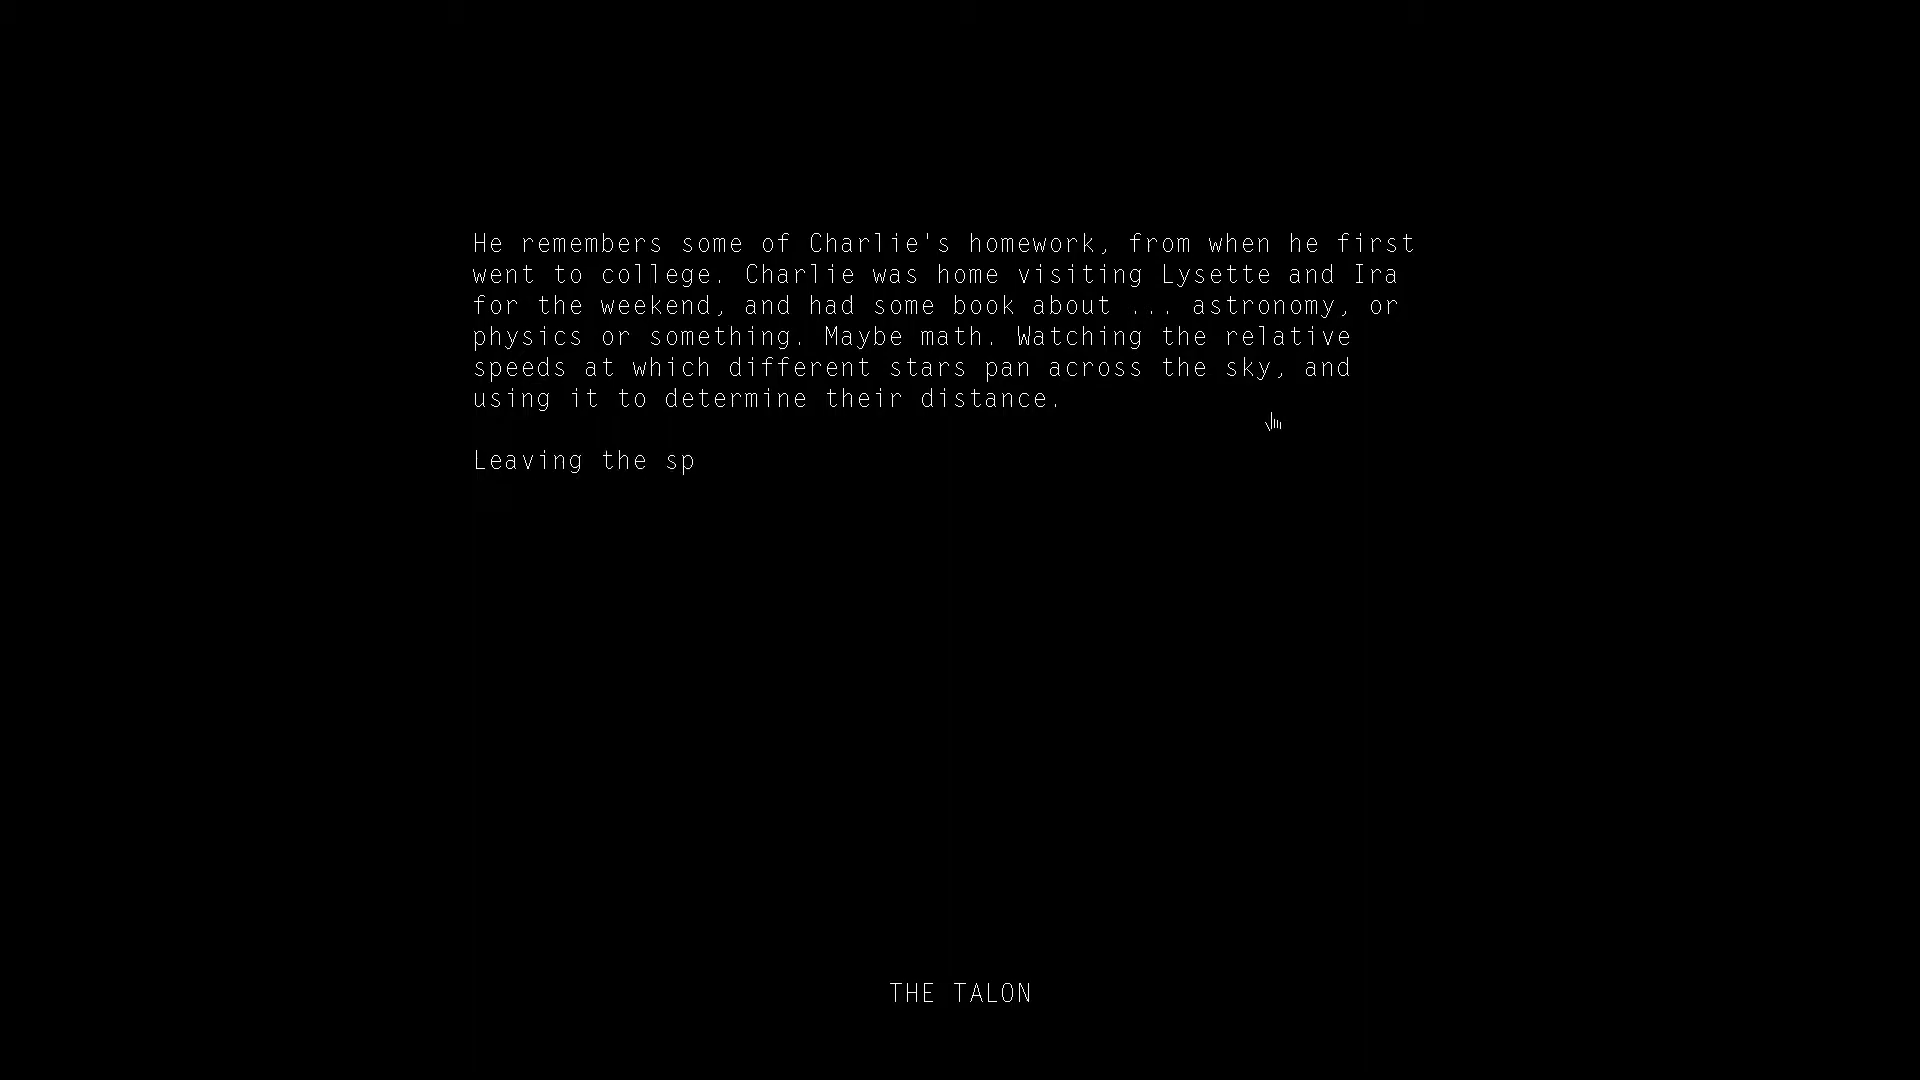 He remembers some of Charlie's homework, from when he first
went to college. Charlie was home visiting Lysette and Ira
for the weekend, and had some book about ... astronomy, or
physics or something. Maybe math. Watching the relative
speeds at which different stars pan across the sky, and
using it to determine their distance.
Leaving the sp
THE TALON